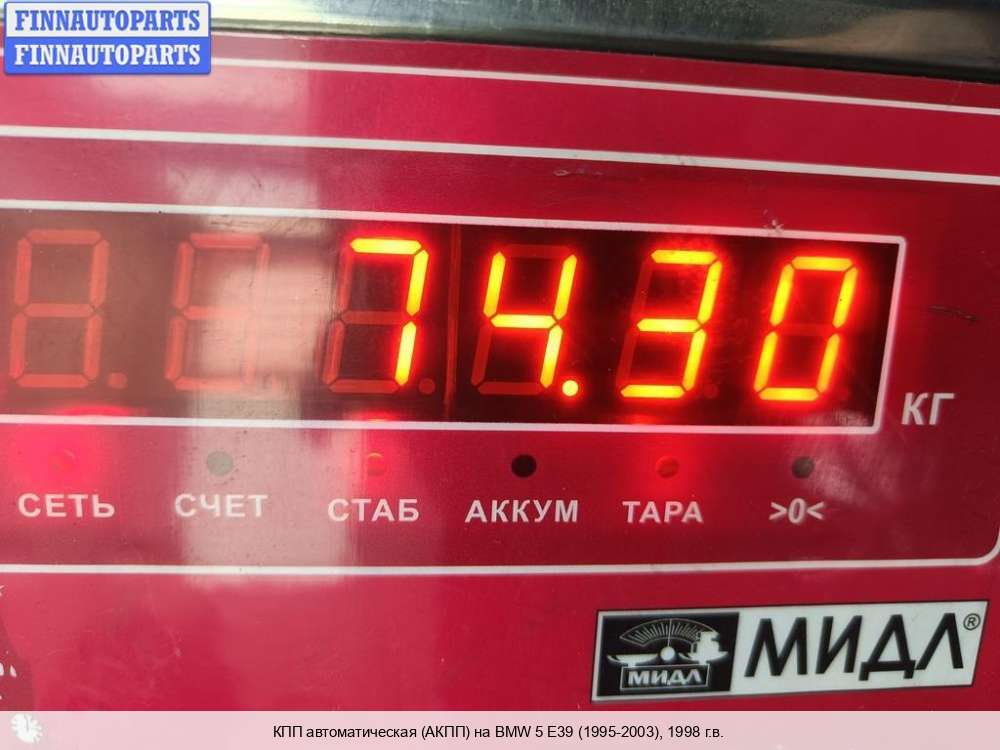 FINNAUTOPARTS
FINNAUTOPARTS
74.30
КГ
СЕТЬ СЧЕТ СТАБ АККУМ ТАРА >0<
МИДЛ МИДЛ®
КПП автоматическая (АКПП) на BMW 5 E39 (1995-2003), 1998 г.в.